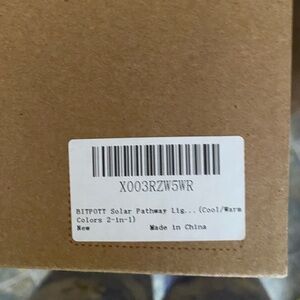 X003RZW5WR
BITPOTT Solar Pathway Lig...(Cool/Warm
Colors 2-in-1)
New Made in China